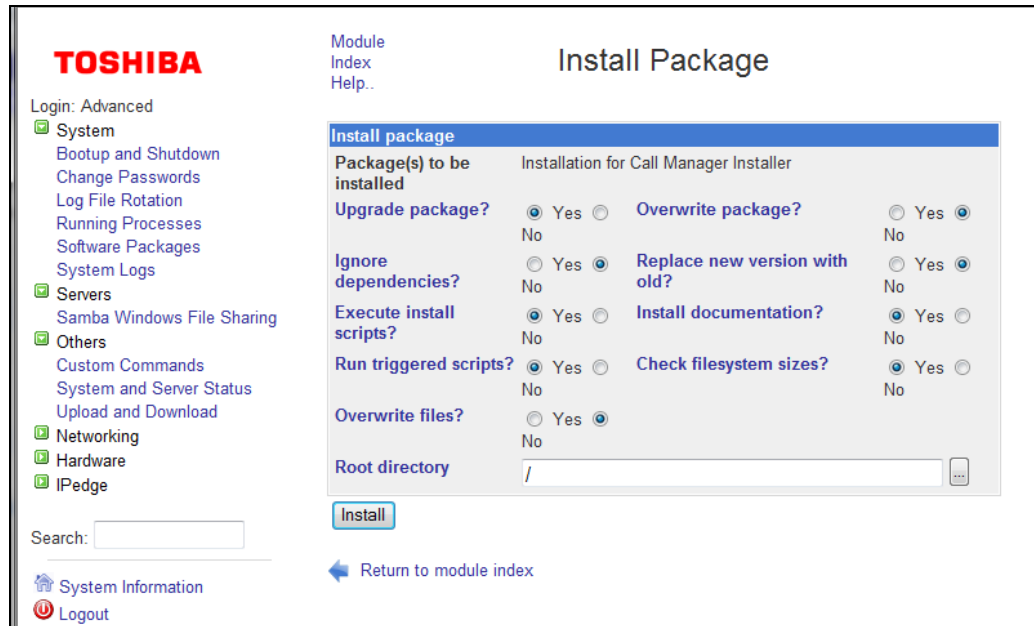 TOSHIBA
Login: Advanced
System
Bootup and Shutdown
Change Passwords
Log File Rotation
Running Processes
Software Packages
System Logs
Servers
Samba Windows File Sharing
Others
Custom Commands
System and Server Status
Upload and Download
Networking
Hardware
IPedge
Search:
System Information
Logout
Module
Index
Help..
Install Package
Install package
Package(s) to be
installed
Installation for Call Manager Installer
Upgrade package?
Yes
No
Overwrite package?
Yes
No
Ignore
dependencies?
Yes
No
Replace new version with
old?
Yes
No
Execute install
scripts?
Yes
No
Install documentation?
Yes
No
Run triggered scripts?
Yes
No
Check filesystem sizes?
Yes
No
Overwrite files?
Yes
No
Root directory
/
...
Install
Return to module index